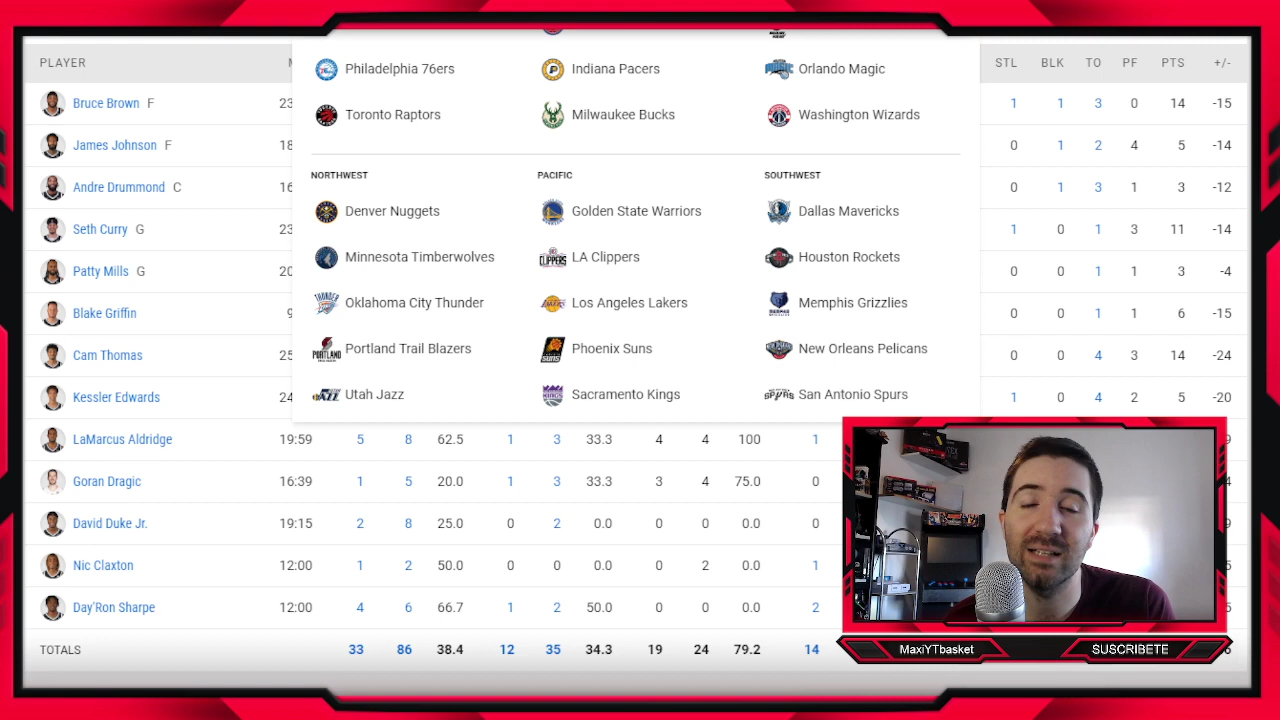 PLAYER M STL BLK TO PF PTS +/-
Philadelphia 76ers Indiana Pacers Orlando Magic
Toronto Raptors Milwaukee Bucks Washington Wizards
NORTHWEST PACIFIC SOUTHWEST
Denver Nuggets Golden State Warriors Dallas Mavericks
Minnesota Timberwolves LA Clippers Houston Rockets
Oklahoma City Thunder Los Angeles Lakers Memphis Grizzlies
Portland Trail Blazers Phoenix Suns New Orleans Pelicans
Utah Jazz Sacramento Kings San Antonio Spurs
Bruce Brown F 23 1 1 3 0 14 -15
James Johnson F 18 0 1 2 4 5 -14
Andre Drummond C 16 0 1 3 1 3 -12
Seth Curry G 23 1 0 1 3 11 -14
Patty Mills G 20 0 0 1 1 3 -4
Blake Griffin 9 0 0 1 1 6 -15
Cam Thomas 25 0 0 4 3 14 -24
Kessler Edwards 24 1 0 4 2 5 -20
LaMarcus Aldridge 19:59 5 8 62.5 1 3 33.3 4 4 100 1
Goran Dragic 16:39 1 5 20.0 1 3 33.3 3 4 75.0 0
David Duke Jr. 19:15 2 8 25.0 0 2 0.0 0 0 0.0 0
Nic Claxton 12:00 1 2 50.0 0 0 0.0 0 2 0.0 1
Day'Ron Sharpe 12:00 4 6 66.7 1 2 50.0 0 0 0.0 2
TOTALS 33 86 38.4 12 35 34.3 19 24 79.2 14
MaxiYTbasket SUSCRIBETE